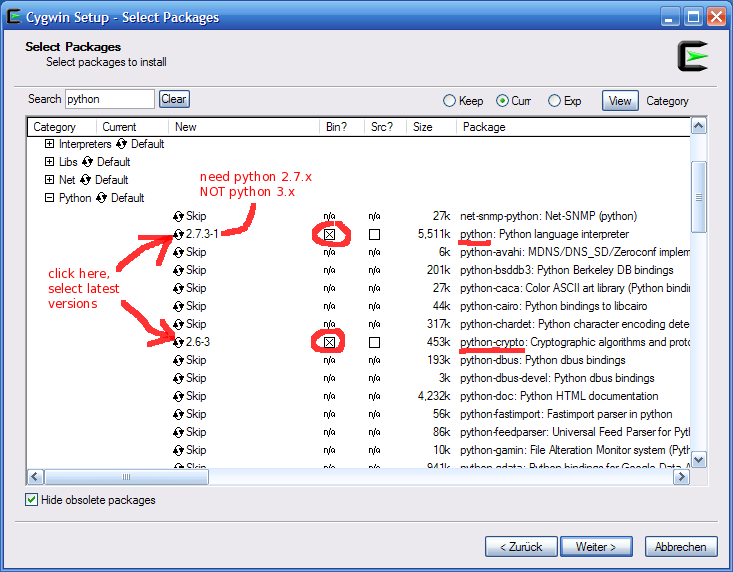 Cygwin Setup - Select Packages
Select Packages
Select packages to install
Search python Clear Keep Curr Exp View Category
Category Current New Bin? Src? Size Package
Interpreters Default
Libs Default
Net Default
Python Default
need python 2.7.x
NOT python 3.x
Skip n/a n/a 27k net-snmp-python: Net-SNMP (python)
2.7.3-1 5,511k python: Python language interpreter
Skip n/a n/a 6k python-avahi: MDNS/DNS_SD/Zeroconf implem
click here,
select latest
versions
Skip n/a n/a 201k python-bsddb3: Python Berkeley DB bindings
Skip n/a n/a 27k python-caca: Color ASCII art library (Python bindin
Skip n/a n/a 44k python-cairo: Python bindings to libcairo
Skip n/a n/a 317k python-chardet: Python character encoding dete
2.6-3 453k python-crypto: Cryptographic algorithms and proto
Skip n/a n/a 193k python-dbus: Python dbus bindings
Skip n/a n/a 3k python-dbus-devel: Python dbus bindings
Skip n/a n/a 4,232k python-doc: Python HTML documentation
Skip n/a n/a 56k python-fastimport: Fastimport parser in python
Skip n/a n/a 86k python-feedparser: Universal Feed Parser for Pyth
Skip n/a n/a 10k python-gamin: File Alteration Monitor system (Pyth
Skip n/a n/a 941k python-gdata: Python bindings for Google Data A
Hide obsolete packages
< Zurück Weiter > Abbrechen